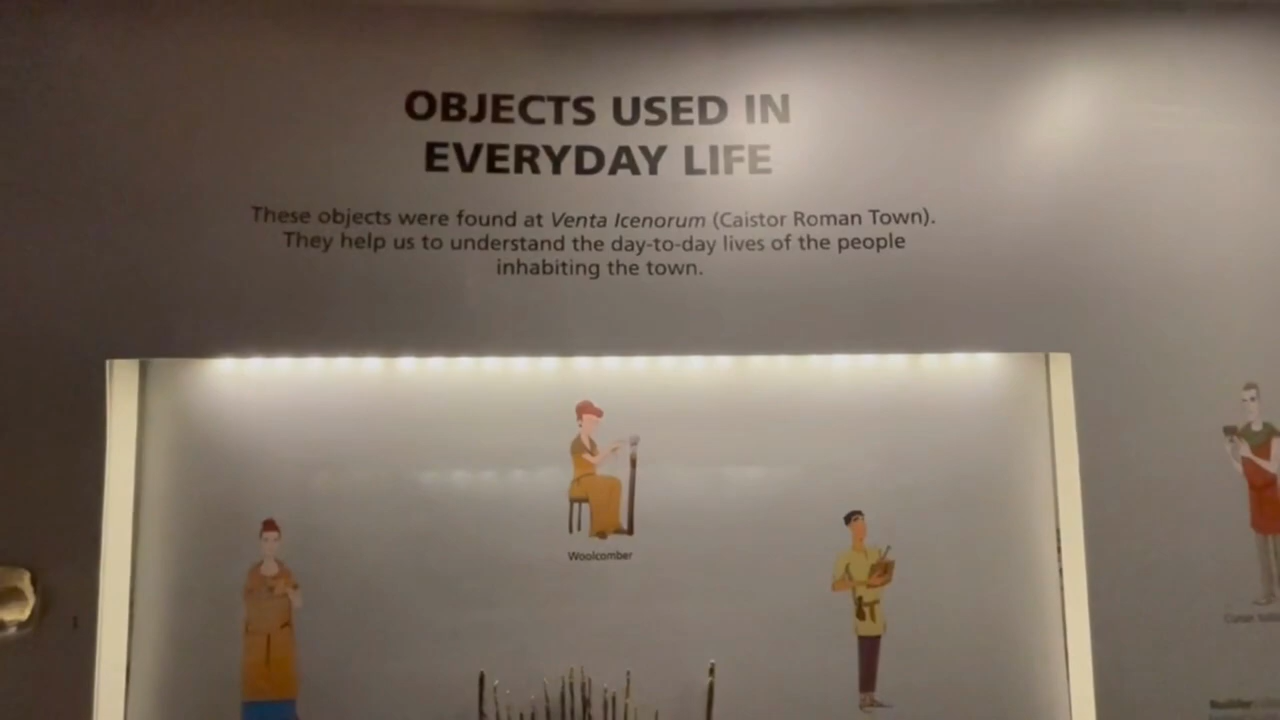 OBJECTS USED IN
EVERYDAY LIFE
These objects were found at Venta Icenorum (Caistor Roman Town).
They help us to understand the day-to-day lives of the people
inhabiting the town.
Woolcomber